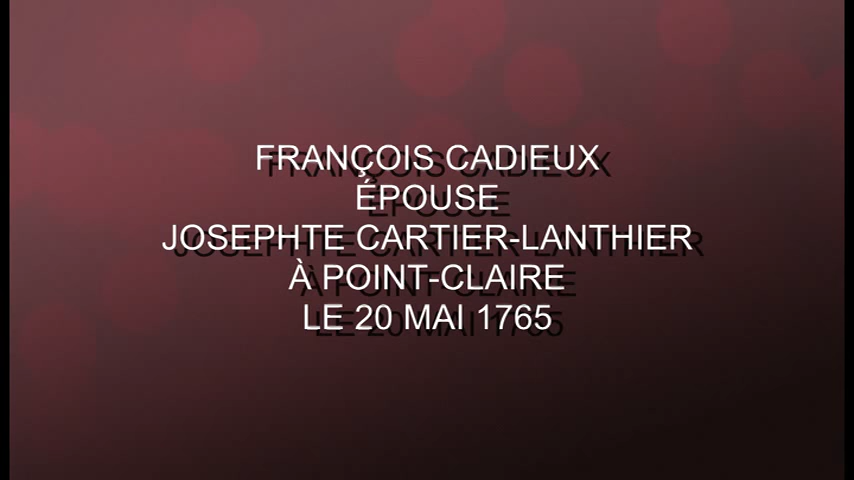 FRANÇOIS CADIEUX
ÉPOUSE
JOSEPHTE CARTIER-LANTHIER
À POINT-CLAIRE
LE 20 MAI 1765